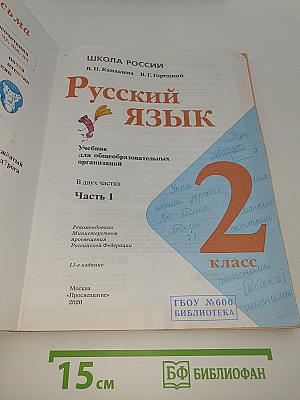 ШКОЛА РОССИИ
В. П. Канакина В. Г. Горецкий
Русский
ЯЗЫК
Учебник
для общеобразовательных
организаций
В двух частях
Часть 1
Рекомендовано
Министерством
просвещения
Российской Федерации
11-е издание
2
класс
Москва
«Просвещение»
2020
ГБОУ №606
БИБЛИОТЕКА
15 см
БФ БИБЛИОФАН